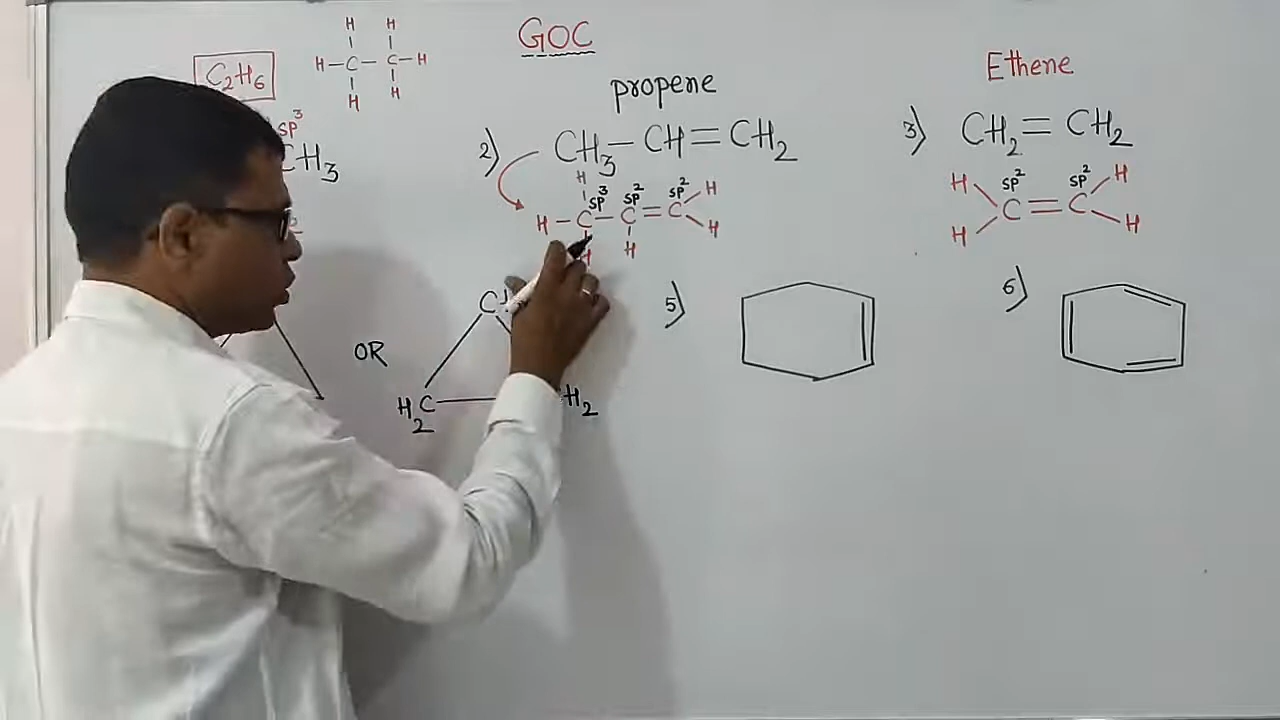 GOC
C2H6
H H
H–C–C–H
H H
sp³
CH3
propene
2) CH3–CH=CH2
H
sp³ sp² sp² H
H–C–C=C
H H H
Ethene
3) CH2=CH2
H sp² sp² H
C=C
H H
OR
C
H2C
H2
5)
6)